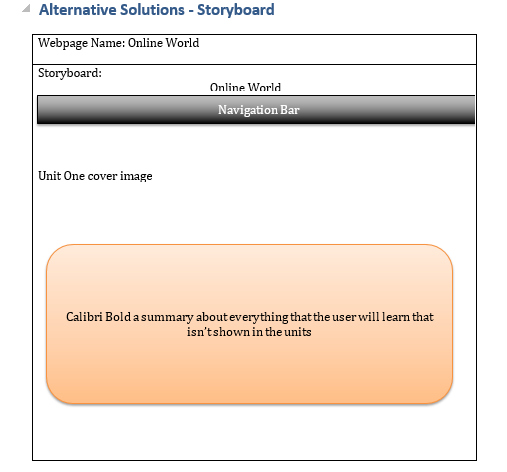 Alternative Solutions - Storyboard
Webpage Name: Online World
Storyboard:
Online World
Navigation Bar
Unit One cover image
Calibri Bold a summary about everything that the user will learn that
isn't shown in the units